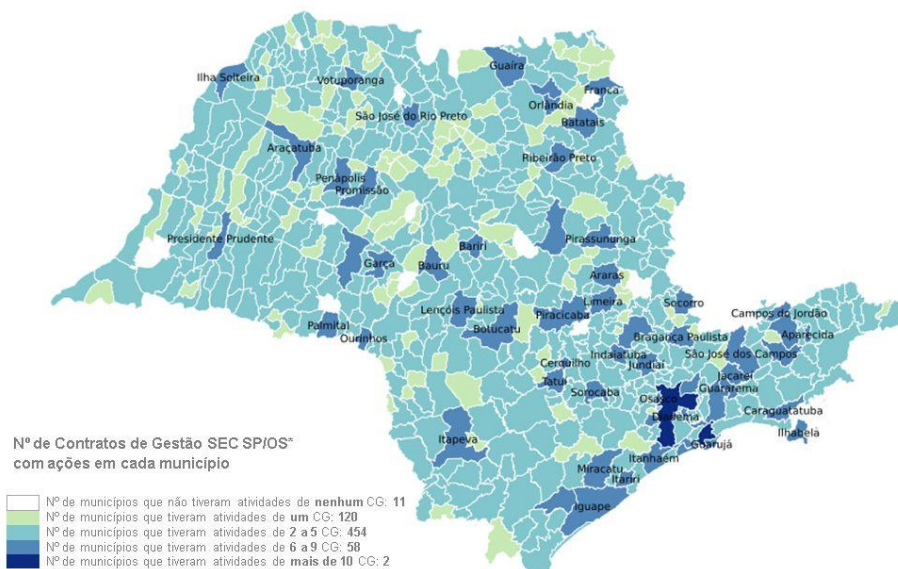 Guaíra
Ilha Solteira
Votuporanga
Franca
Orlândia
São José do Rio Preto
Batatais
Araçatuba
Ribeirão Preto
Penápolis
Promissão
Presidente Prudente
Bariri
Pirassununga
Garça
Bauru
Araras
Lençóis Paulista
Limeira
Socorro
Campos do Jordão
Palmital
Botucatu
Piracicaba
Ourinhos
Bragança Paulista
Aparecida
Cerquilho
Indaiatuba
São José dos Campos
Jundiaí
Tatuí
Jacareí
Sorocaba
Osasco
Guararema
Diadema
Caraguatatuba
Itapeva
Guarujá
Ilhabela
Itanhaém
Miracatu
Itariri
Iguape
Nº de Contratos de Gestão SEC SP/OS*
com ações em cada município
Nº de municípios que não tiveram atividades de nenhum CG: 11
Nº de municípios que tiveram atividades de um CG: 120
Nº de municípios que tiveram atividades de 2 a 5 CG: 454
Nº de municípios que tiveram atividades de 6 a 9 CG: 58
Nº de municípios que tiveram atividades de mais de 10 CG: 2